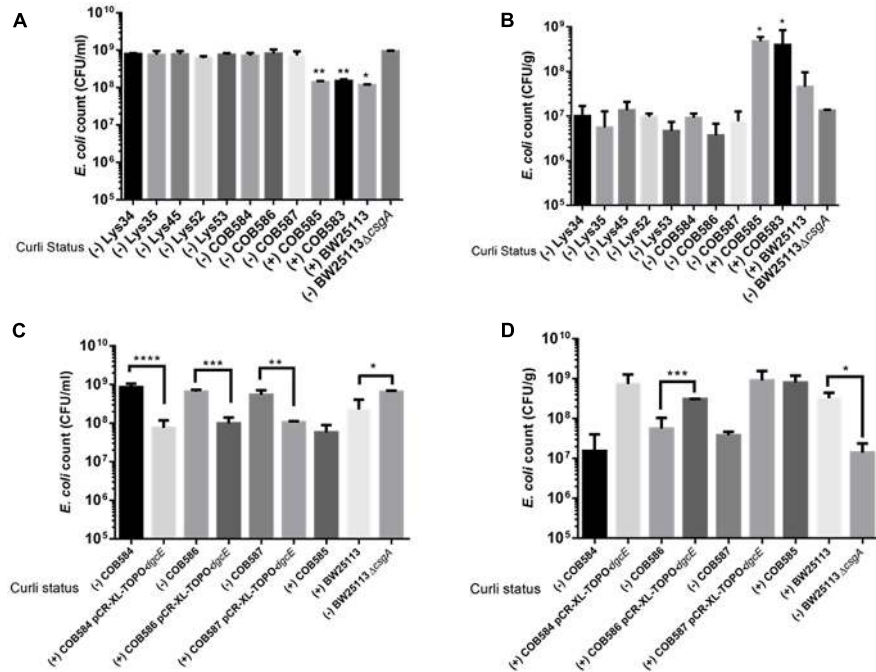 A
E. coli count (CFU/ml)
10^10
10^9
10^8
10^7
10^6
10^5
** ** *
Curli Status
(-) Lys34
(-) Lys35
(-) Lys45
(-) Lys52
(-) Lys53
(-) COB584
(-) COB586
(-) COB587
(+) COB585
(+) COB583
(+) BW25113
(-) BW25113ΔcsgA
B
E. coli count (CFU/g)
10^9
10^8
10^7
10^6
10^5
* *
Curli Status
(-) Lys34
(-) Lys35
(-) Lys45
(-) Lys52
(-) Lys53
(-) COB584
(-) COB586
(-) COB587
(+) COB585
(+) COB583
(+) BW25113
(-) BW25113ΔcsgA
C
E. coli count (CFU/ml)
10^10
10^9
10^8
10^7
10^6
10^5
**** *** ** *
Curli status
(-) COB584
(+) COB584 pCR-XL-TOPO-dgcE
(-) COB586
(+) COB586 pCR-XL-TOPO-dgcE
(-) COB587
(+) COB587 pCR-XL-TOPO-dgcE
(+) COB585
(+) BW25113
(-) BW25113ΔcsgA
D
E. coli count (CFU/g)
10^10
10^9
10^8
10^7
10^6
10^5
*** *
Curli status
(-) COB584
(+) COB584 pCR-XL-TOPO-dgcE
(-) COB586
(+) COB586 pCR-XL-TOPO-dgcE
(-) COB587
(+) COB587 pCR-XL-TOPO-dgcE
(+) COB585
(+) BW25113
(-) BW25113ΔcsgA